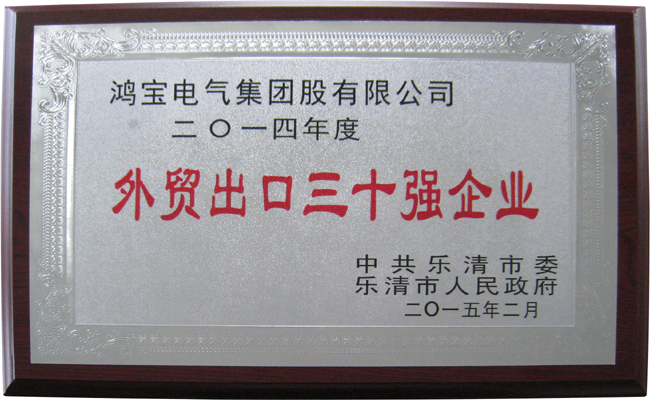 鸿宝电气集团股有限公司
二〇一四年度
外贸出口三十强企业
中共乐清市委
乐清市人民政府
二〇一五年二月